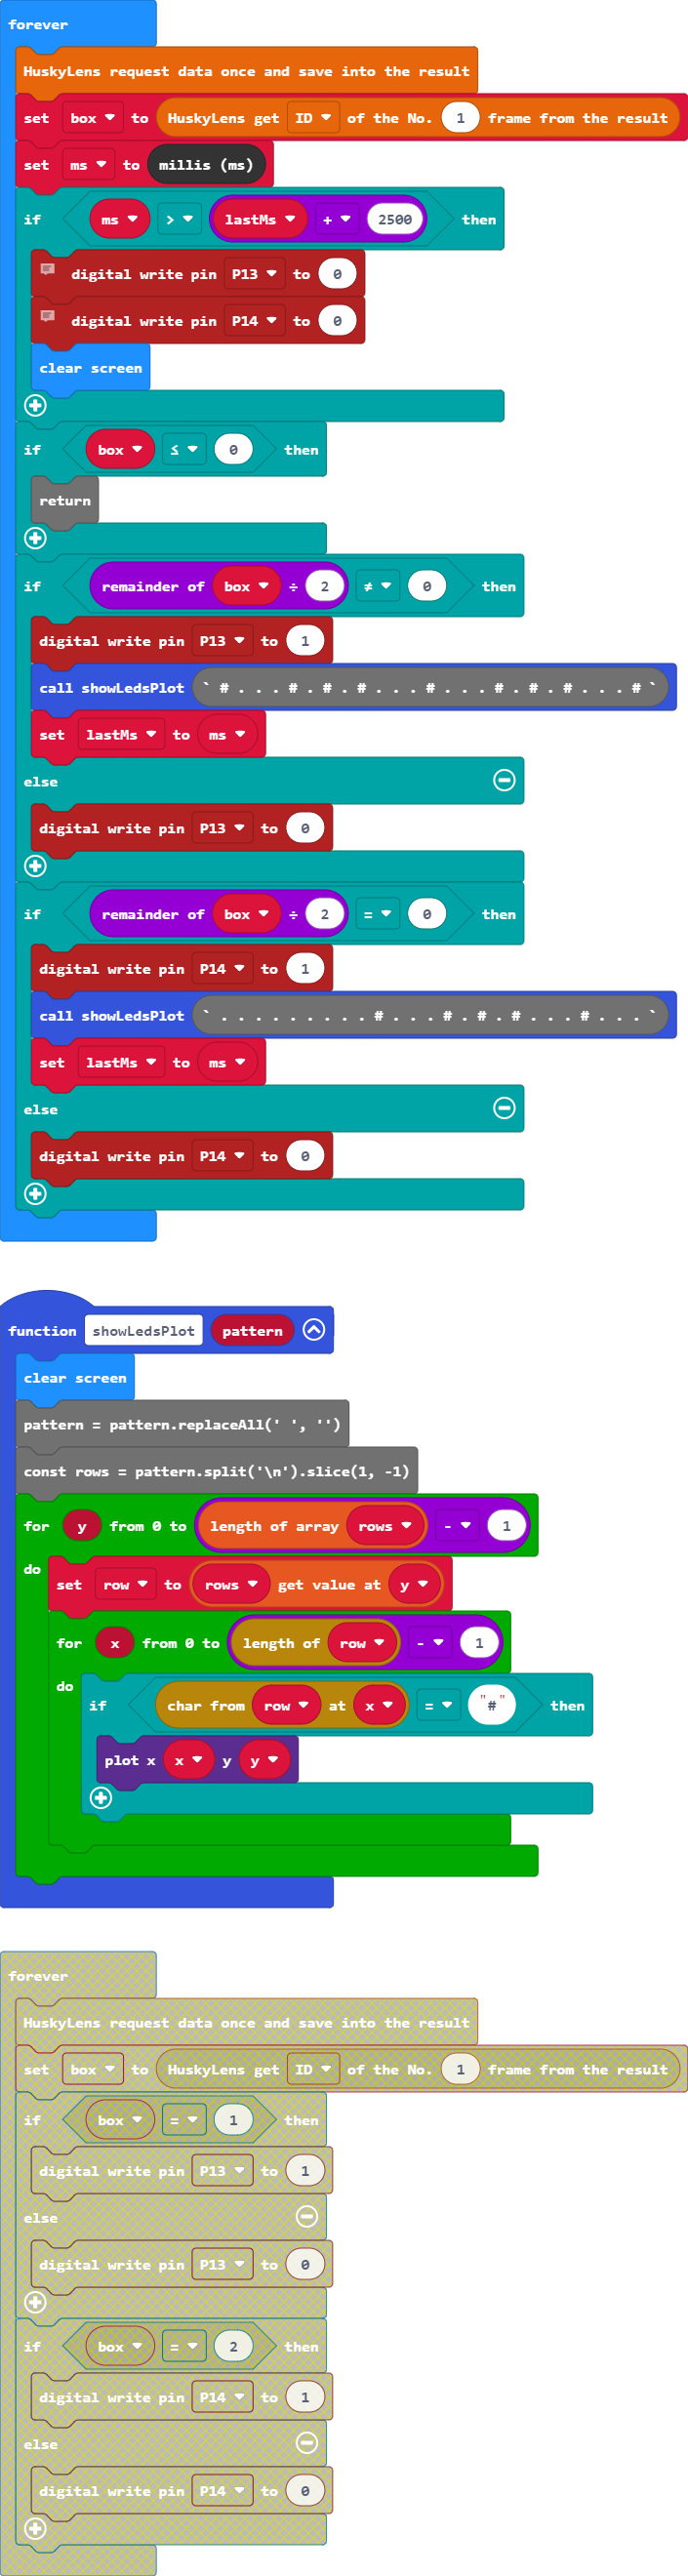 forever
HuskyLens request data once and save into the result
set box to HuskyLens get ID of the No. 1 frame from the result
set ms to millis (ms)
if ms > lastMs + 2500 then
digital write pin P13 to 0
digital write pin P14 to 0
clear screen
if box ≤ 0 then
return
if remainder of box ÷ 2 ≠ 0 then
digital write pin P13 to 1
call showLedsPlot ` # . . . # . # . # . . . # . . . # . # . # . . . # `
set lastMs to ms
else
digital write pin P13 to 0
if remainder of box ÷ 2 = 0 then
digital write pin P14 to 1
call showLedsPlot ` . . . . . . . . . # . . . # . # . # . . . # . . . `
set lastMs to ms
else
digital write pin P14 to 0
function showLedsPlot pattern
clear screen
pattern = pattern.replaceAll(' ', '')
const rows = pattern.split('\n').slice(1, -1)
for y from 0 to length of array rows - 1
do set row to rows get value at y
for x from 0 to length of row - 1
do if char from row at x = "#" then
plot x x y y
forever
HuskyLens request data once and save into the result
set box to HuskyLens get ID of the No. 1 frame from the result
if box = 1 then
digital write pin P13 to 1
else
digital write pin P13 to 0
if box = 2 then
digital write pin P14 to 1
else
digital write pin P14 to 0